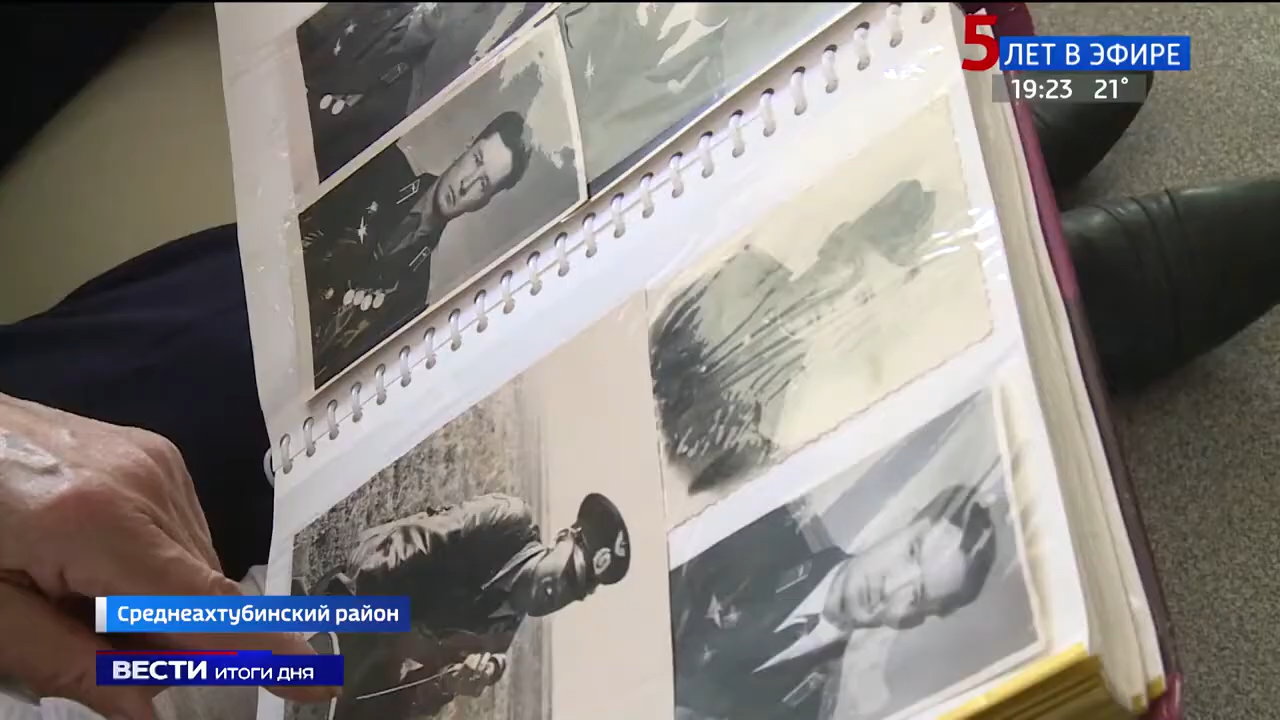 5 ЛЕТ В ЭФИРЕ
19:23 21°
Среднеахтубинский район
ВЕСТИ ИТОГИ ДНЯ